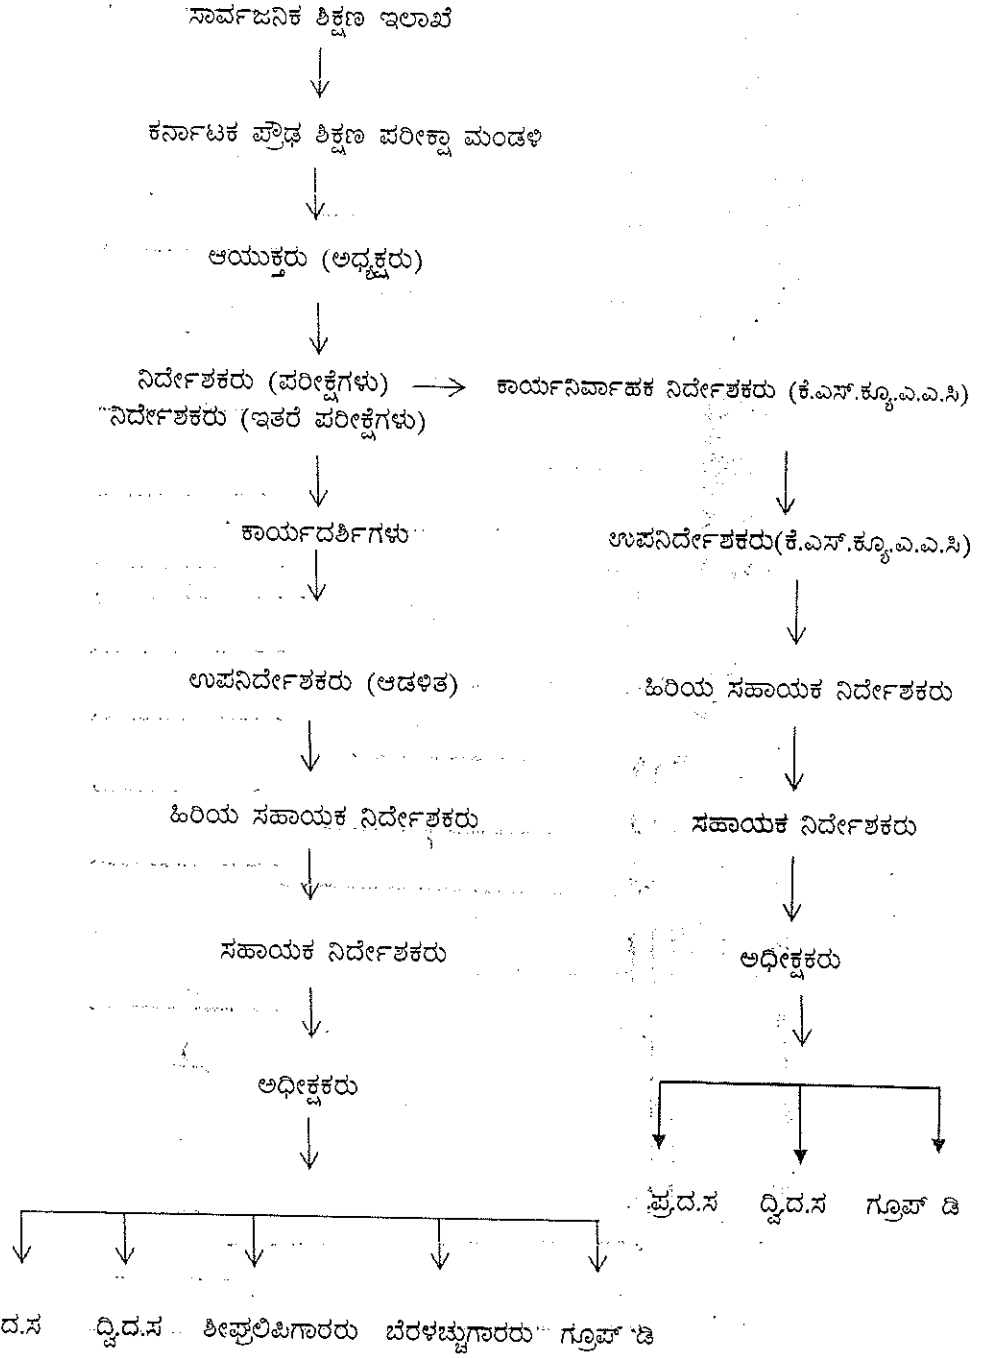 ಸಾರ್ವಜನಿಕ ಶಿಕ್ಷಣ ಇಲಾಖೆ
ಕರ್ನಾಟಕ ಪ್ರೌಢ ಶಿಕ್ಷಣ ಪರೀಕ್ಷಾ ಮಂಡಳಿ
ಆಯುಕ್ತರು (ಅಧ್ಯಕ್ಷರು)
ನಿರ್ದೇಶಕರು (ಪರೀಕ್ಷೆಗಳು)
ನಿರ್ದೇಶಕರು (ಇತರೆ ಪರೀಕ್ಷೆಗಳು)
ಕಾರ್ಯನಿರ್ವಾಹಕ ನಿರ್ದೇಶಕರು (ಕೆ.ಎಸ್.ಕ್ಯೂ.ಎ.ಎ.ಸಿ)
ಕಾರ್ಯದರ್ಶಿಗಳು
ಉಪನಿರ್ದೇಶಕರು (ಆಡಳಿತ)
ಹಿರಿಯ ಸಹಾಯಕ ನಿರ್ದೇಶಕರು
ಸಹಾಯಕ ನಿರ್ದೇಶಕರು
ಅಧೀಕ್ಷಕರು
ದ.ಸ ದ್ವಿ.ದ.ಸ ಶೀಘ್ರಲಿಪಿಗಾರರು ಬೆರಳಚ್ಚುಗಾರರು ಗ್ರೂಪ್ ಡಿ
ಉಪನಿರ್ದೇಶಕರು(ಕೆ.ಎಸ್.ಕ್ಯೂ.ಎ.ಎ.ಸಿ)
ಹಿರಿಯ ಸಹಾಯಕ ನಿರ್ದೇಶಕರು
ಸಹಾಯಕ ನಿರ್ದೇಶಕರು
ಅಧೀಕ್ಷಕರು
ಪ್ರ.ದ.ಸ ದ್ವಿ.ದ.ಸ ಗ್ರೂಪ್ ಡಿ